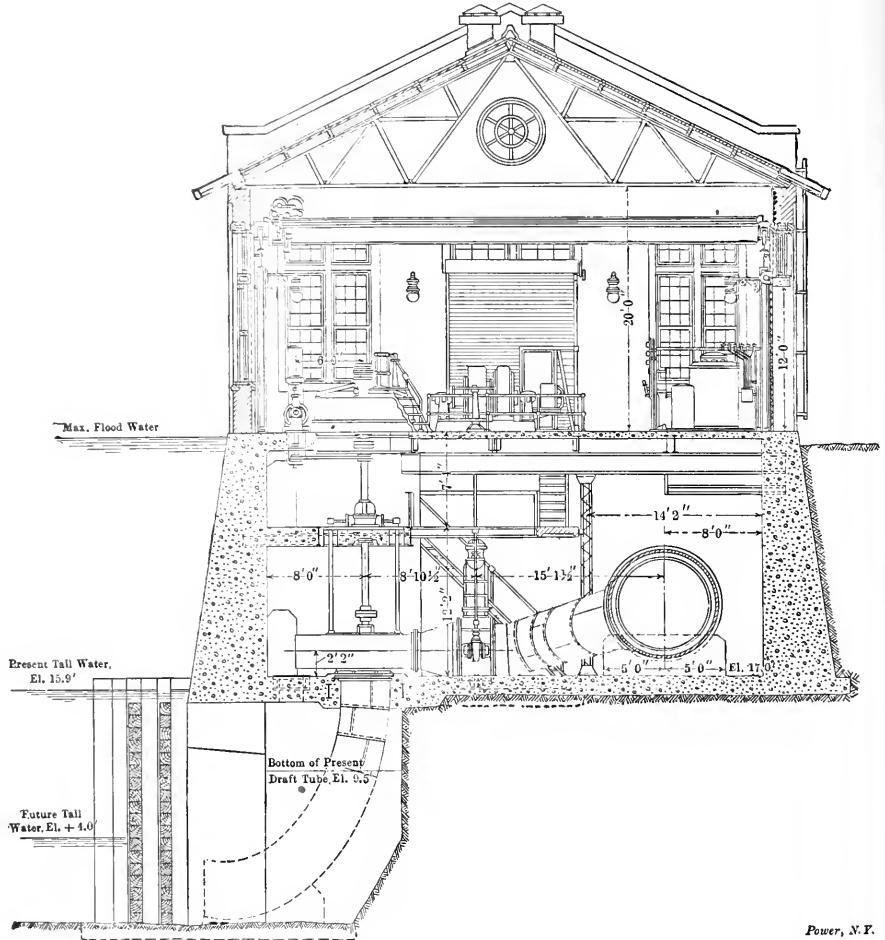 20'-0"
12'-0"
Max. Flood Water
14'2"
8'0"
8'0"
8'10½"
15'1½"
2'2"
5'0"
5'0"
El. 17.0'
Present Tail Water,
El. 15.9'
Bottom of Present
Draft Tube, El. 9.5'
Future Tail
Water, El. + 4.0'
Power, N.Y.